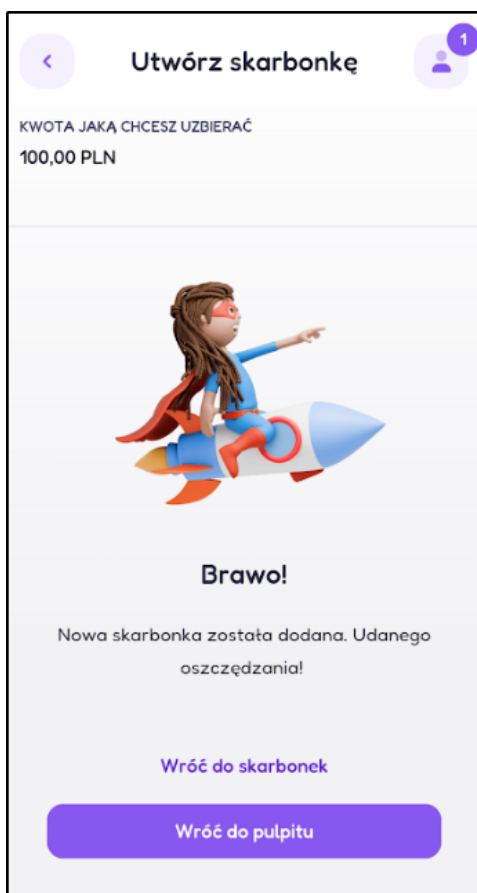 Utwórz skarbonkę
1
KWOTA JAKĄ CHCESZ UZBIERAĆ
100,00 PLN
Brawo!
Nowa skarbonka została dodana. Udanego
oszczędzania!
Wróć do skarbonek
Wróć do pulpitu